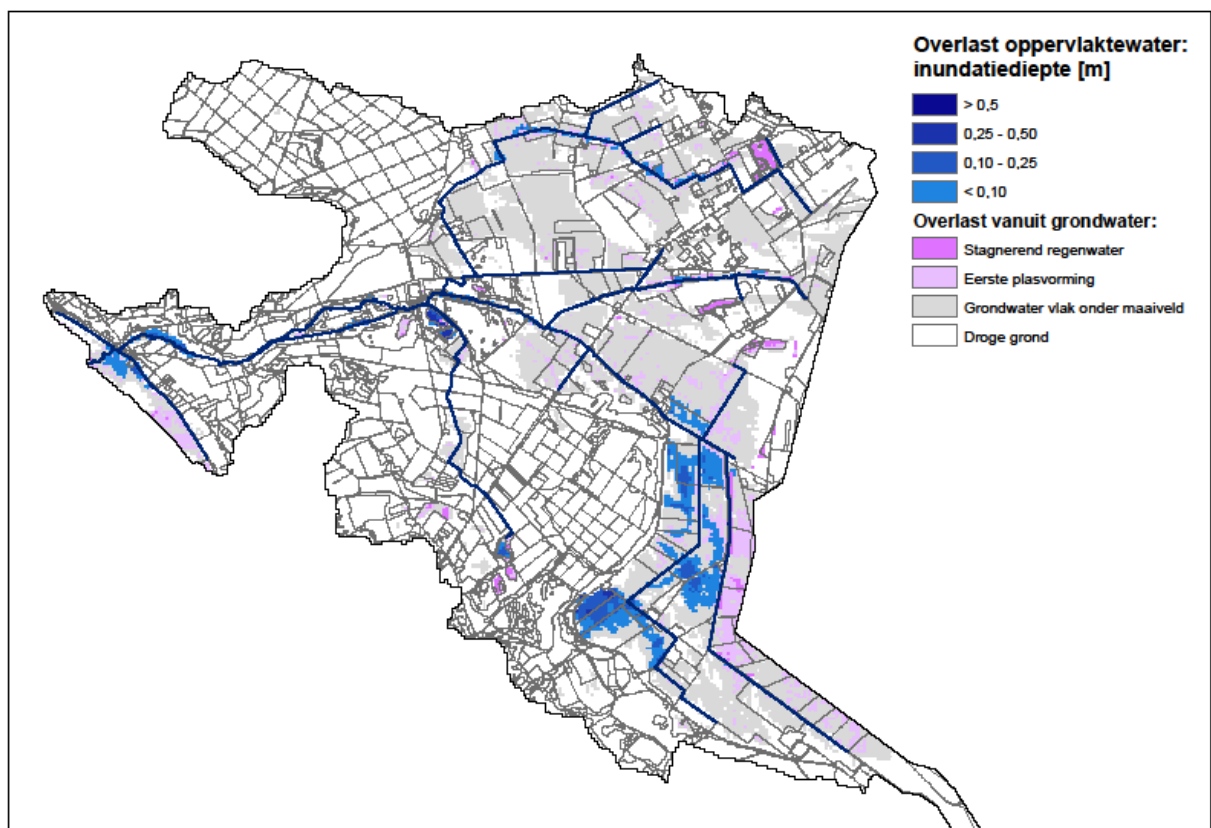 Overlast oppervlaktewater:
inundatiediepte [m]
> 0,5
0,25 - 0,50
0,10 - 0,25
< 0,10
Overlast vanuit grondwater:
Stagnerend regenwater
Eerste plasvorming
Grondwater vlak onder maaiveld
Droge grond